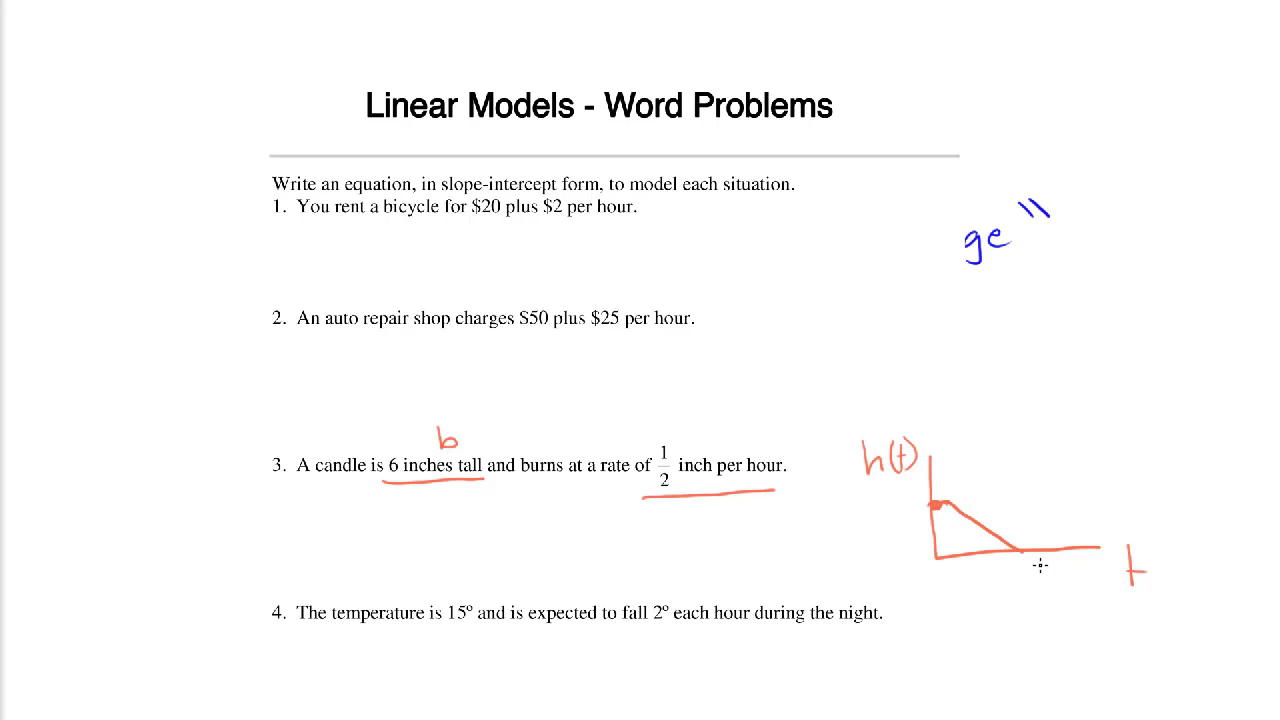 Linear Models - Word Problems
Write an equation, in slope-intercept form, to model each situation.
1. You rent a bicycle for $20 plus $2 per hour.
ge "
2. An auto repair shop charges $50 plus $25 per hour.
b
3. A candle is 6 inches tall and burns at a rate of 1/2 inch per hour.
h(t)
t
4. The temperature is 15° and is expected to fall 2° each hour during the night.